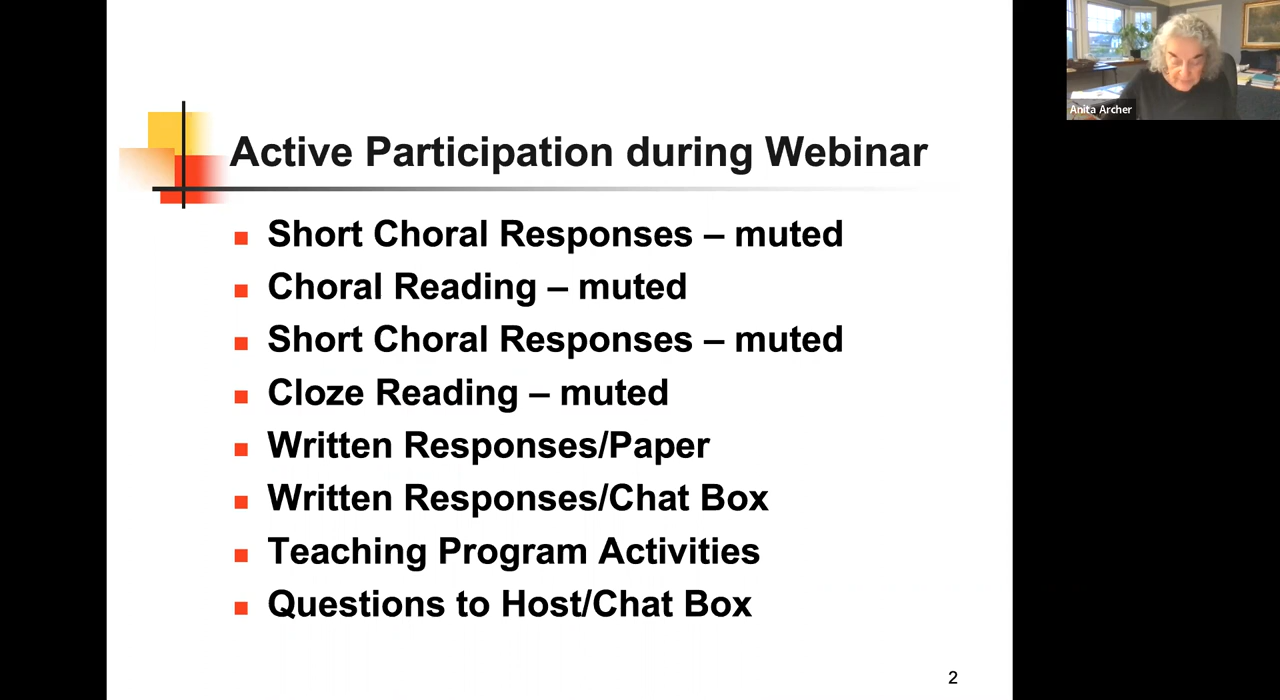 Active Participation during Webinar
Short Choral Responses – muted
Choral Reading – muted
Short Choral Responses – muted
Cloze Reading – muted
Written Responses/Paper
Written Responses/Chat Box
Teaching Program Activities
Questions to Host/Chat Box
2
Anita Archer